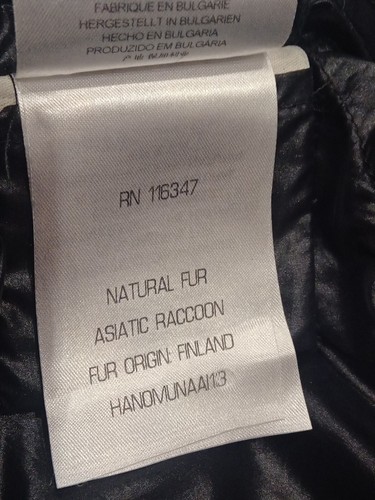 FABRIQUE EN BULGARIE
HERGESTELLT IN BULGARIEN
HECHO EN BULGARIA
PRODUZIDO EM BULGARIA
RN 116347
NATURAL FUR
ASIATIC RACCOON
FUR ORIGIN: FINLAND
HANOMUNAAI13